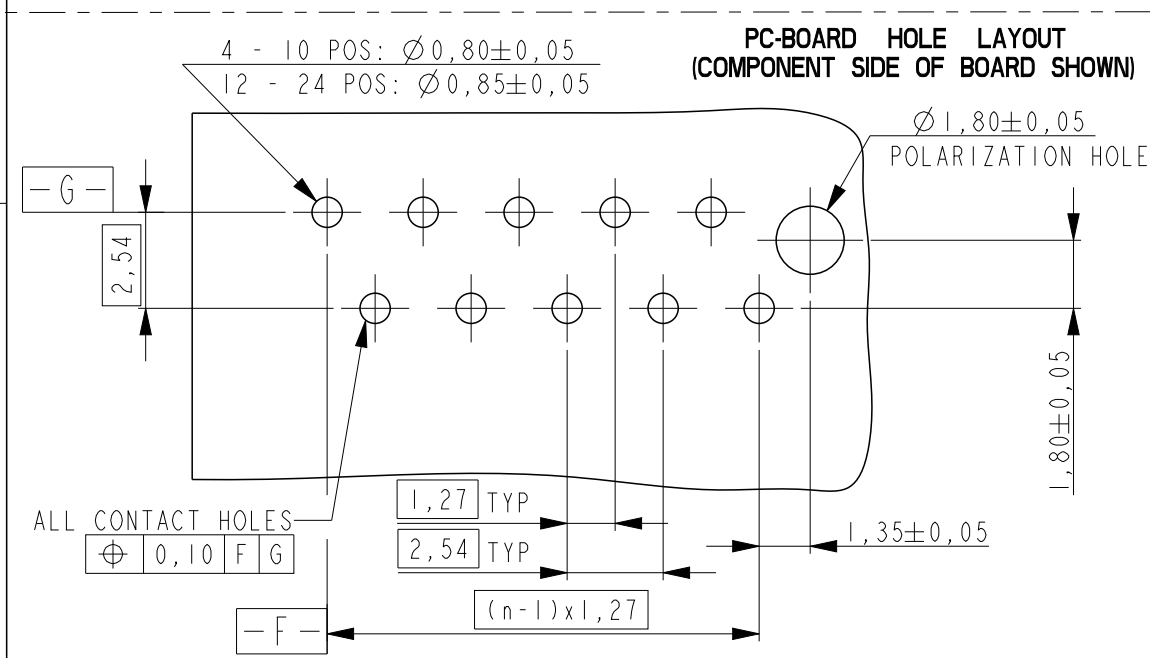 PC-BOARD HOLE LAYOUT
(COMPONENT SIDE OF BOARD SHOWN)
4 - 10 POS: Ø0,80±0,05
12 - 24 POS: Ø0,85±0,05
Ø1,80±0,05
POLARIZATION HOLE
-G-
2,54
1,80±0,05
ALL CONTACT HOLES
⌖ 0,10 F G
1,27 TYP
2,54 TYP
1,35±0,05
(n-1)x1,27
-F-